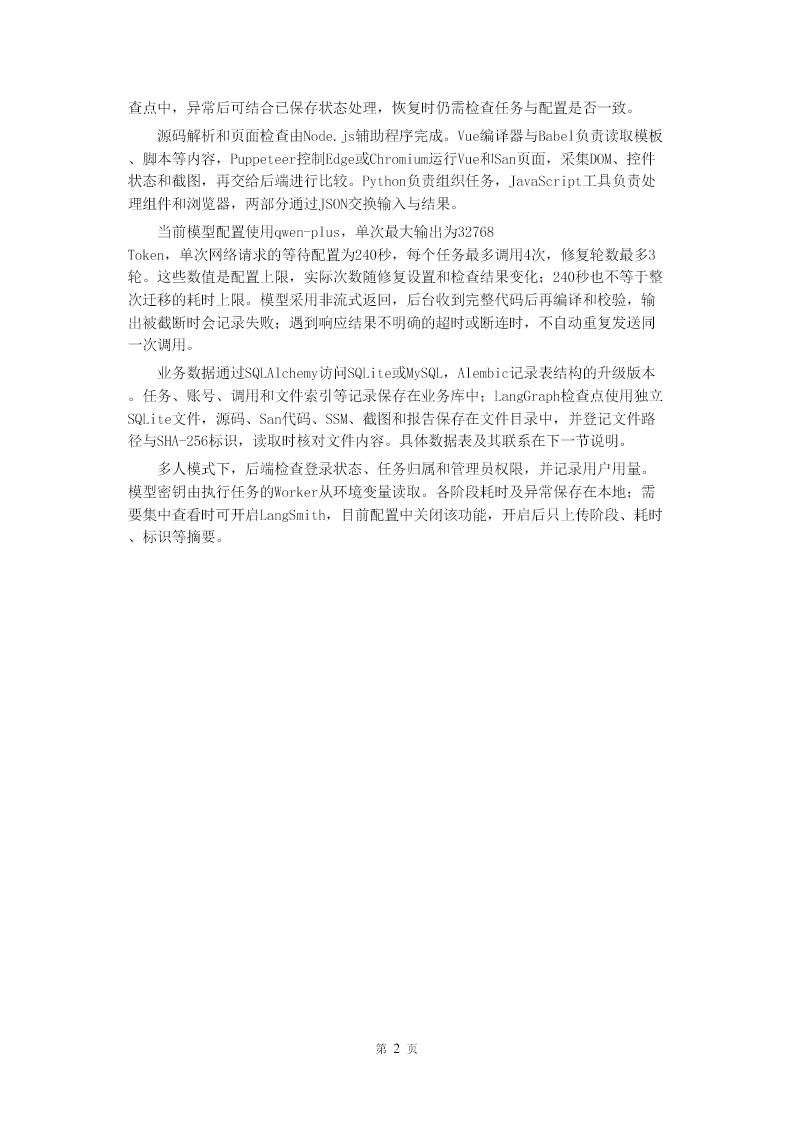 查点中，异常后可结合已保存状态处理，恢复时仍需检查任务与配置是否一致。
源码解析和页面检查由Node.js辅助程序完成。Vue编译器与Babel负责读取模板
、脚本等内容，Puppeteer控制Edge或Chromium运行Vue和San页面，采集DOM、控件
状态和截图，再交给后端进行比较。Python负责组织任务，JavaScript工具负责处
理组件和浏览器，两部分通过JSON交换输入与结果。
当前模型配置使用qwen-plus，单次最大输出为32768
Token，单次网络请求的等待配置为240秒，每个任务最多调用4次，修复轮数最多3
轮。这些数值是配置上限，实际次数随修复设置和检查结果变化；240秒也不等于整
次迁移的耗时上限。模型采用非流式返回，后台收到完整代码后再编译和校验，输
出被截断时会记录失败；遇到响应结果不明确的超时或断连时，不自动重复发送同
一次调用。
业务数据通过SQLAlchemy访问SQLite或MySQL，Alembic记录表结构的升级版本
。任务、账号、调用和文件索引等记录保存在业务库中；LangGraph检查点使用独立
SQLite文件，源码、San代码、SSM、截图和报告保存在文件目录中，并登记文件路
径与SHA-256标识，读取时核对文件内容。具体数据表及其联系在下一节说明。
多人模式下，后端检查登录状态、任务归属和管理员权限，并记录用户用量。
模型密钥由执行任务的Worker从环境变量读取。各阶段耗时及异常保存在本地；需
要集中查看时可开启LangSmith，目前配置中关闭该功能，开启后只上传阶段、耗时
、标识等摘要。
第 2 页